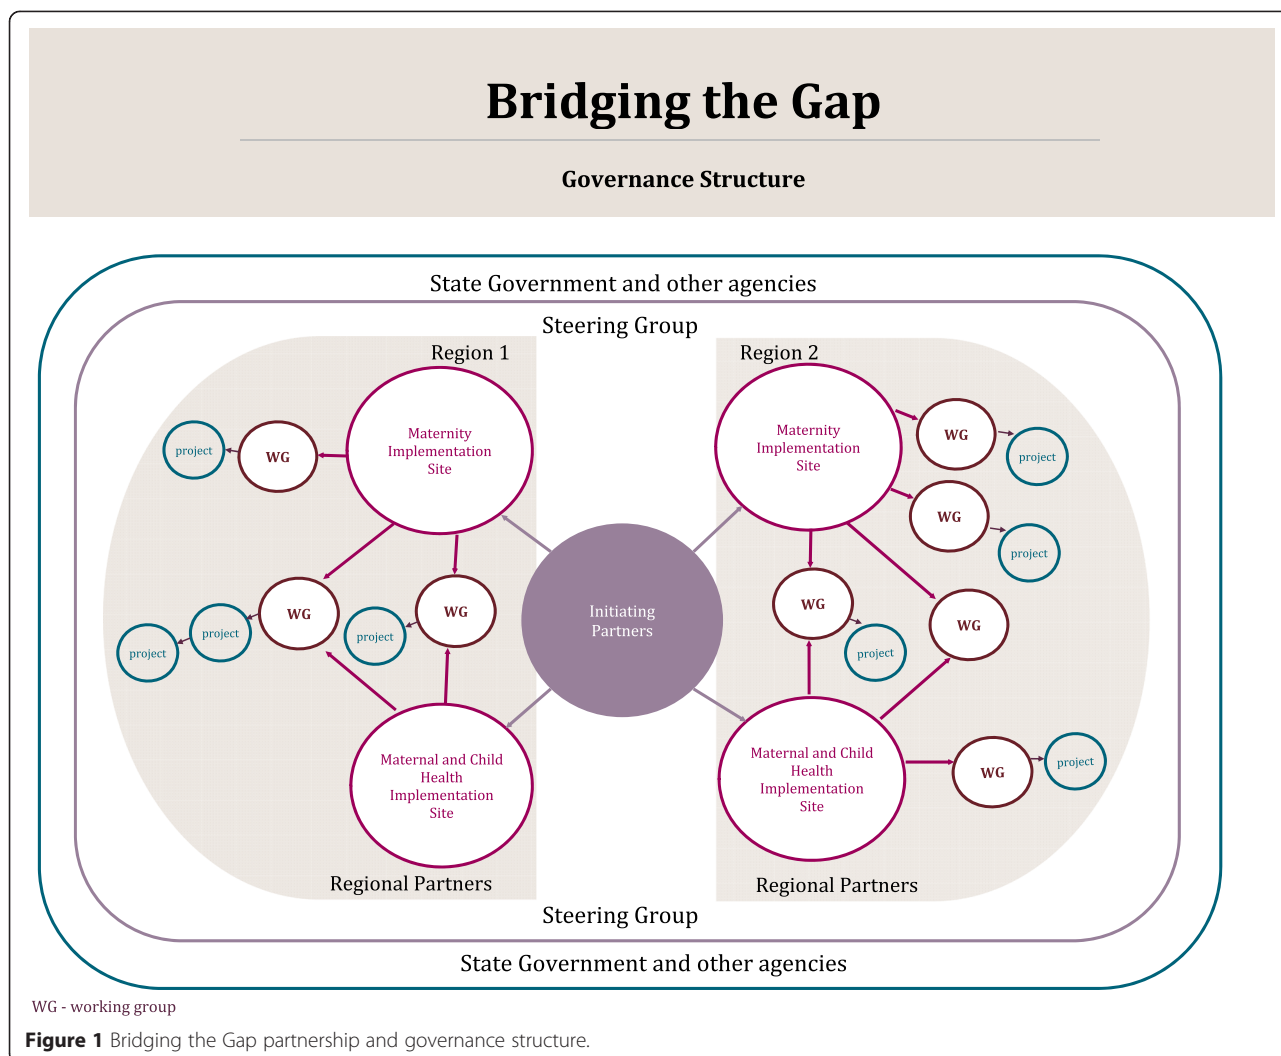 Bridging the Gap
Governance Structure
State Government and other agencies
Steering Group
Region 1
Region 2
Maternity
Implementation
Site
Maternity
Implementation
Site
project
WG
WG
project
WG
project
Initiating
Partners
WG
project
project
WG
project
WG
project
WG
Maternal and Child
Health
Implementation
Site
Maternal and Child
Health
Implementation
Site
WG
project
Regional Partners
Regional Partners
Steering Group
State Government and other agencies
WG - working group
Figure 1 Bridging the Gap partnership and governance structure.